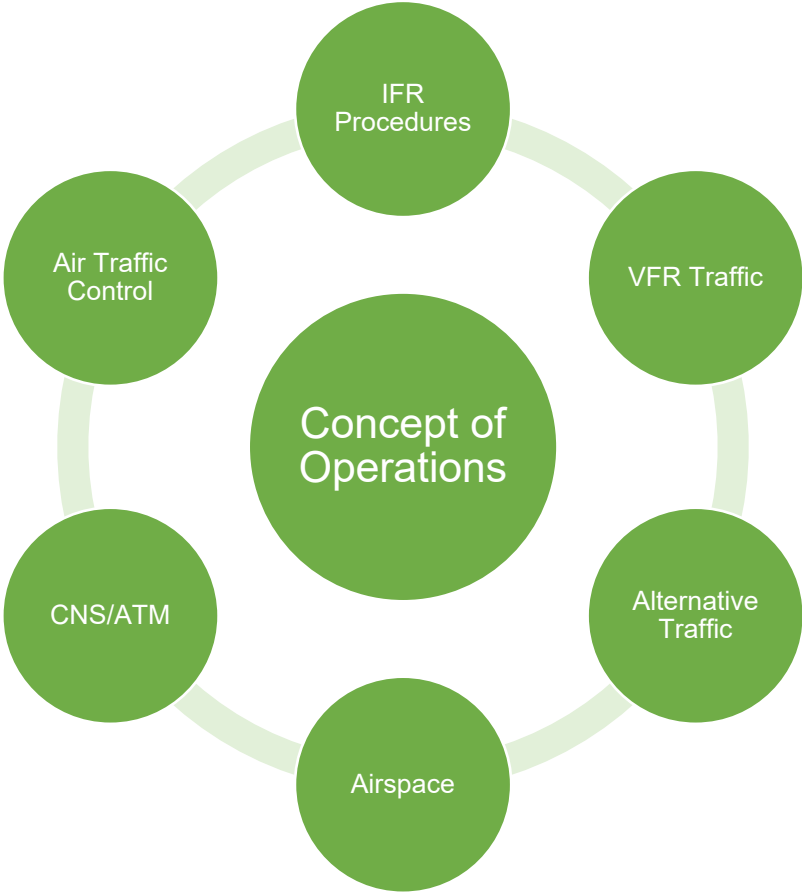 IFR
Procedures
Air Traffic
Control
VFR Traffic
Concept of
Operations
CNS/ATM
Alternative
Traffic
Airspace